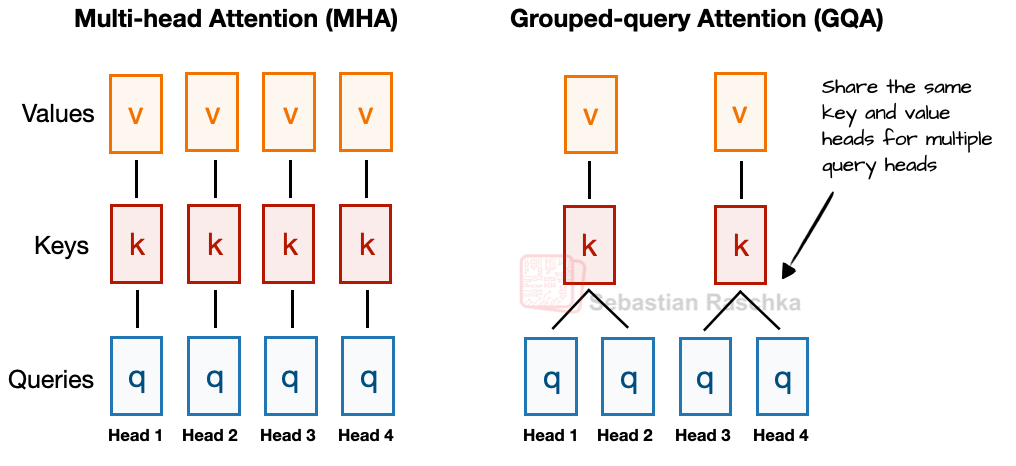 Multi-head Attention (MHA)
Grouped-query Attention (GQA)
Values
v v v v
v v
Share the same
key and value
heads for multiple
query heads
Keys
k k k k
k k
Sebastian Raschka
Queries
q q q q
q q q q
Head 1 Head 2 Head 3 Head 4
Head 1 Head 2 Head 3 Head 4